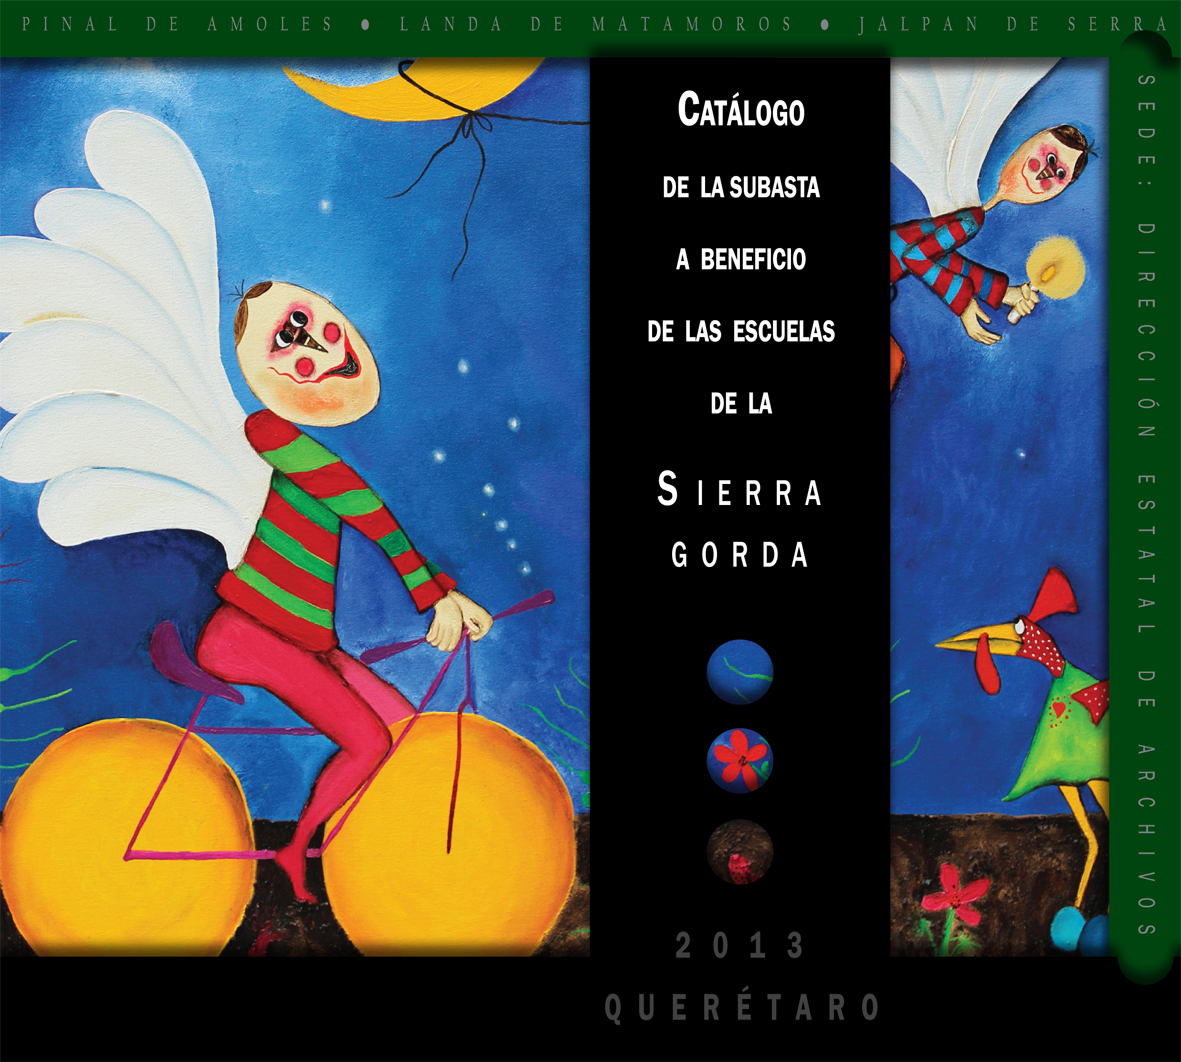 PINAL DE AMOLES ● LANDA DE MATAMOROS ● JALPAN DE SERRA
CATÁLOGO
DE LA SUBASTA
A BENEFICIO
DE LAS ESCUELAS
DE LA
SIERRA
GORDA
2013
QUERÉTARO
SEDE: DIRECCIÓN ESTATAL DE ARCHIVOS